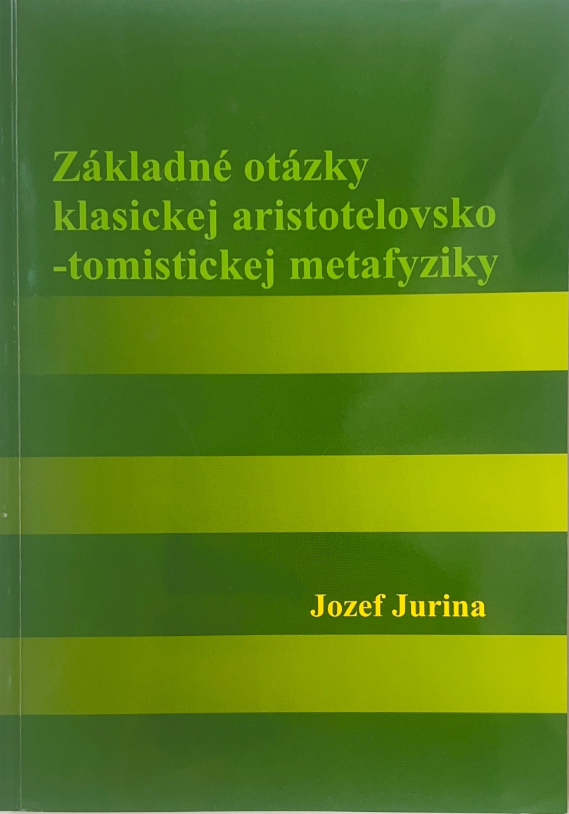 Základné otázky
klasickej aristotelovsko
-tomistickej metafyziky
Jozef Jurina